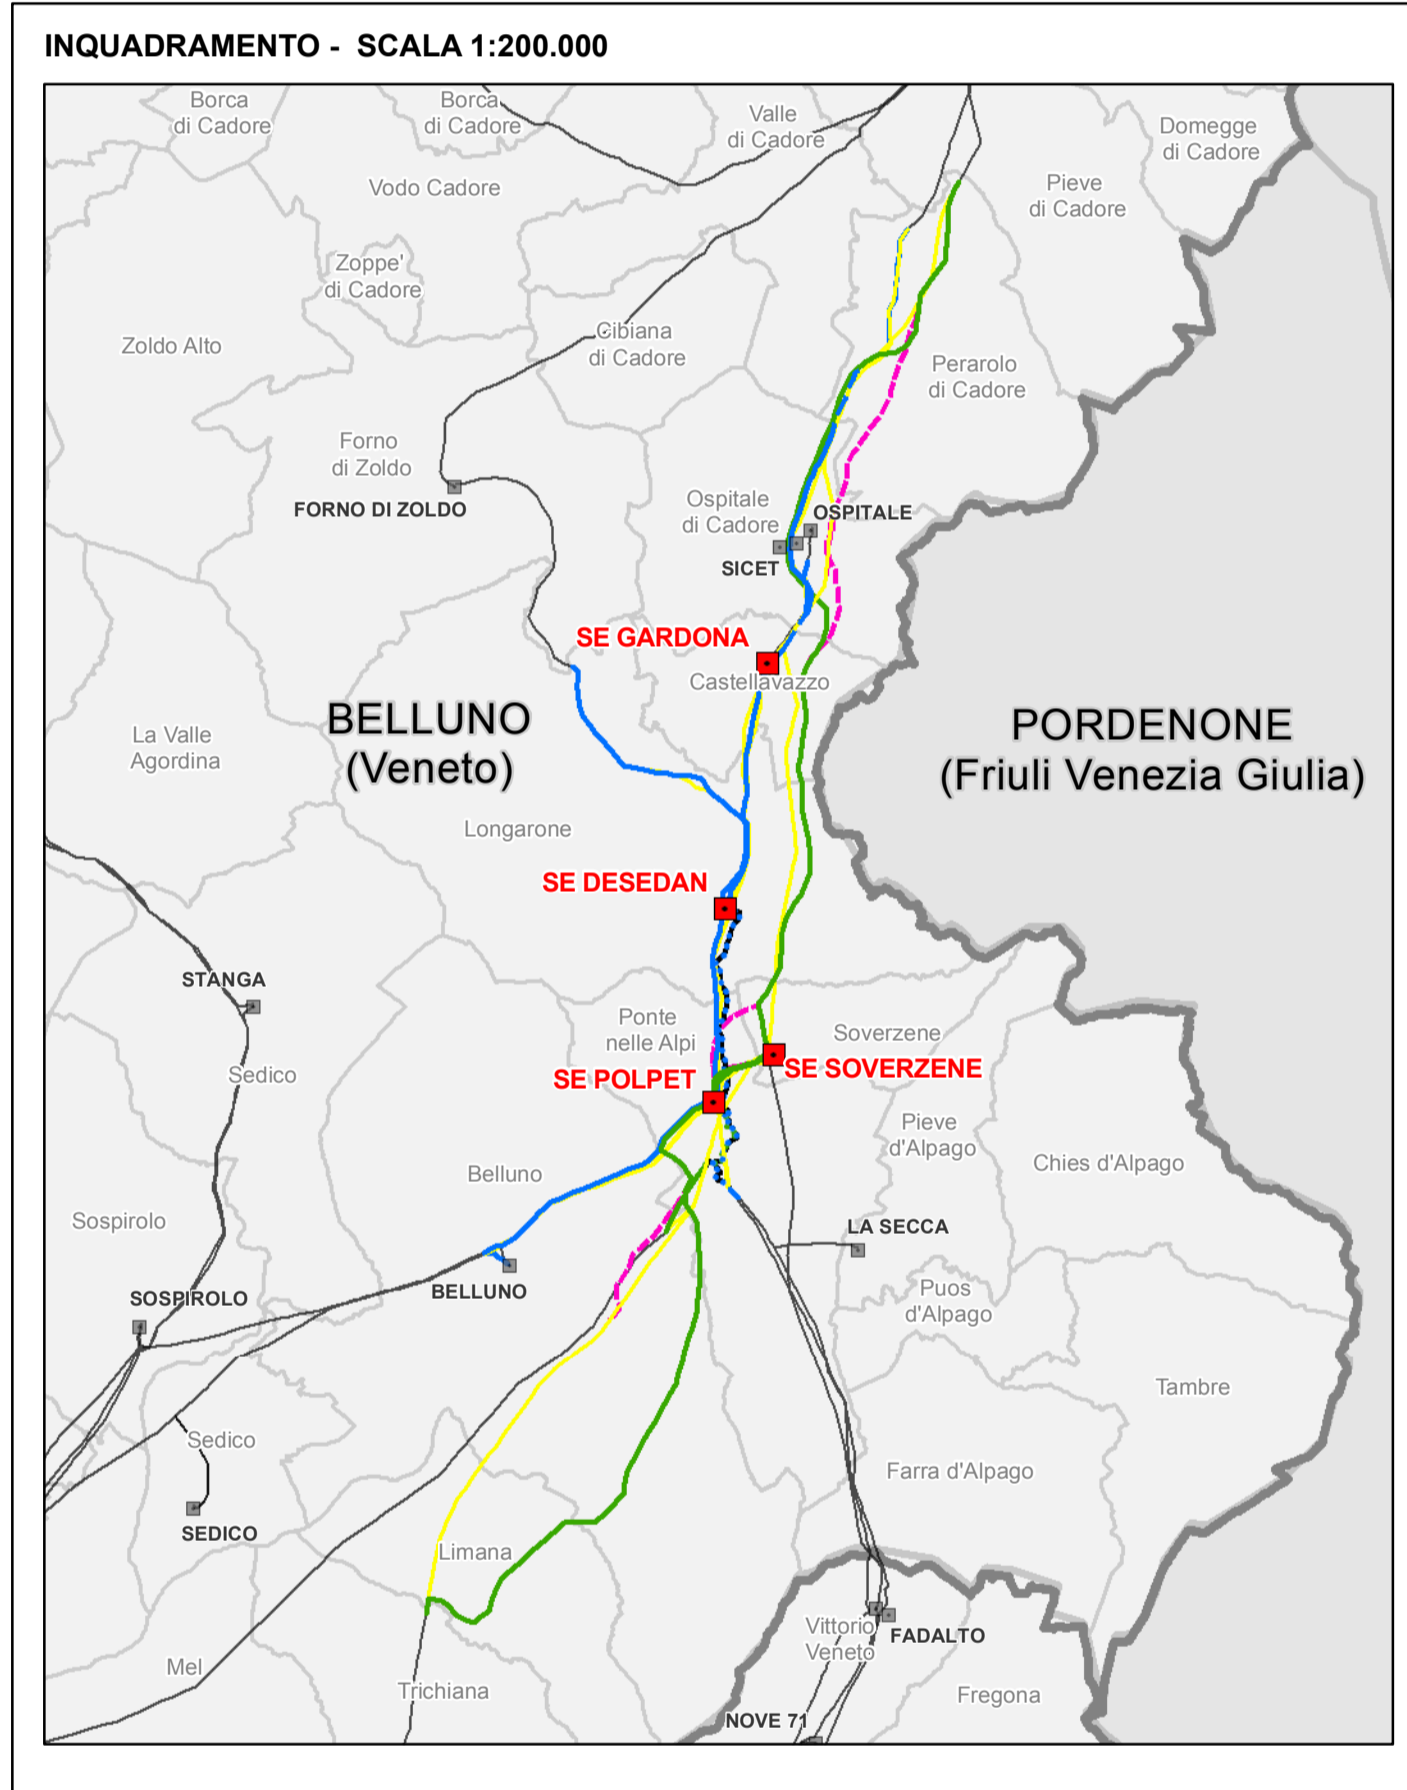 INQUADRAMENTO - SCALA 1:200.000
Borca
di Cadore
Borca
di Cadore
Valle
di Cadore
Domegge
di Cadore
Vodo Cadore
Pieve
di Cadore
Zoppe'
di Cadore
Zoldo Alto
Cibiana
di Cadore
Perarolo
di Cadore
Forno
di Zoldo
FORNO DI ZOLDO
Ospitale
di Cadore
OSPITALE
SICET
SE GARDONA
Castellavazzo
BELLUNO
(Veneto)
PORDENONE
(Friuli Venezia Giulia)
La Valle
Agordina
Longarone
SE DESEDAN
STANGA
Ponte
nelle Alpi
Soverzene
SE SOVERZENE
SE POLPET
Sedico
Pieve
d'Alpago
Chies d'Alpago
Belluno
Sospirolo
LA SECCA
BELLUNO
SOSPIROLO
Puos
d'Alpago
Tambre
Sedico
Farra d'Alpago
SEDICO
Limana
Vittorio
Veneto
FADALTO
Mel
Trichiana
Fregona
NOVE 71